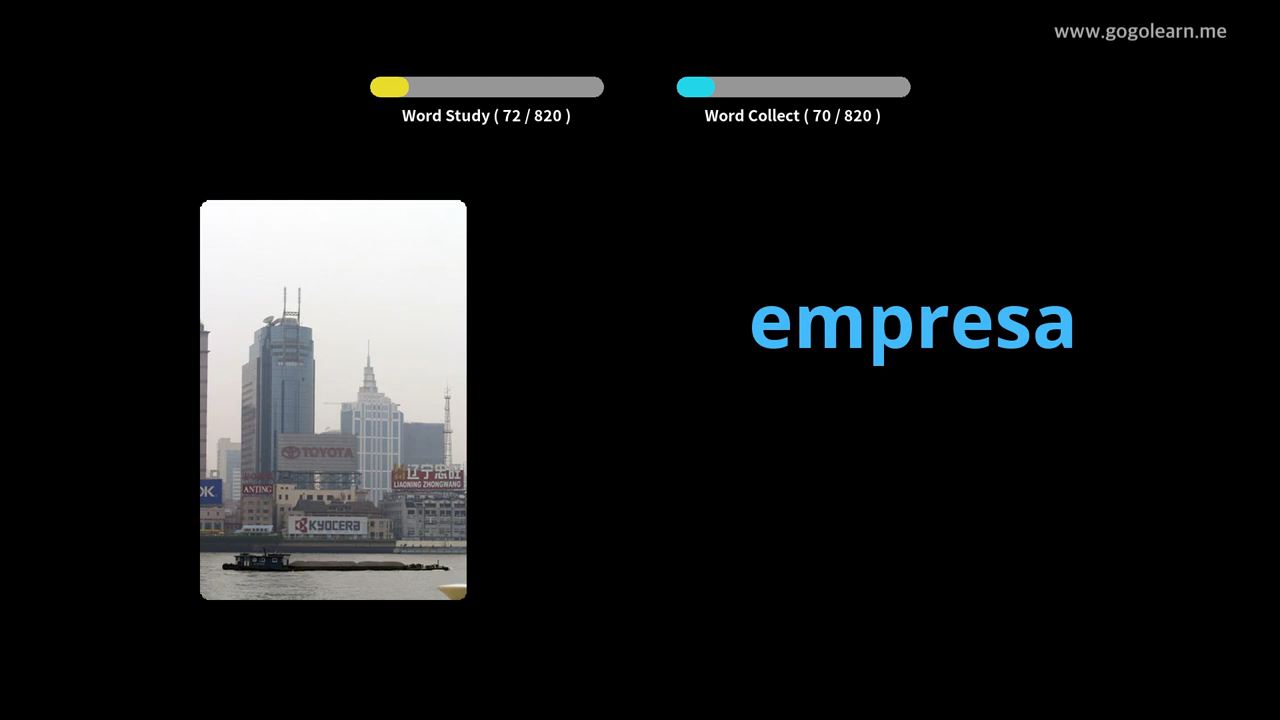 www.gogolearn.me
Word Study ( 72 / 820 )
Word Collect ( 70 / 820 )
empresa
TOYOTA
辽宁忠旺
LIAONING ZHONGWANG
ANTING
OK
KYOCERA